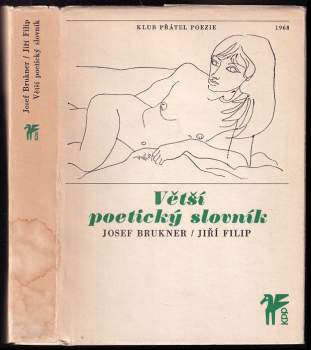 Josef Brukner / Jiří Filip
Větší poetický slovník
KLUB PŘÁTEL POEZIE 1968
Větší
poetický slovník
JOSEF BRUKNER / JIŘÍ FILIP
KPP